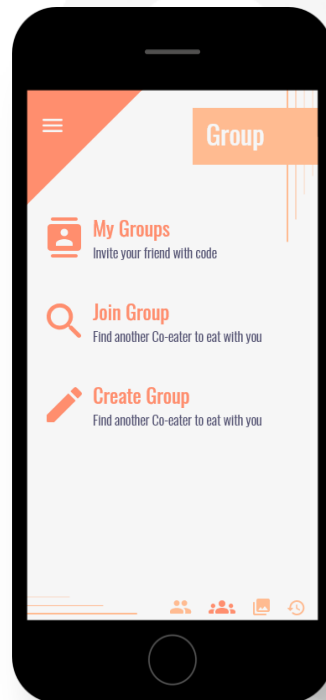 Group
My Groups
Invite your friend with code
Join Group
Find another Co-eater to eat with you
Create Group
Find another Co-eater to eat with you